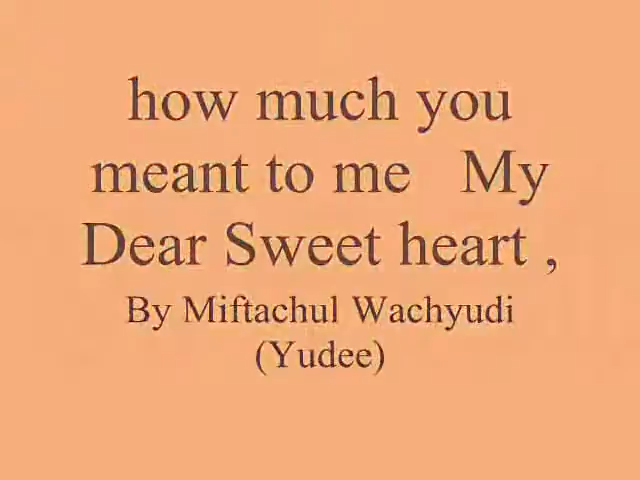 how much you
meant to me   My
Dear Sweet heart ,
By Miftachul Wachyudi
(Yudee)